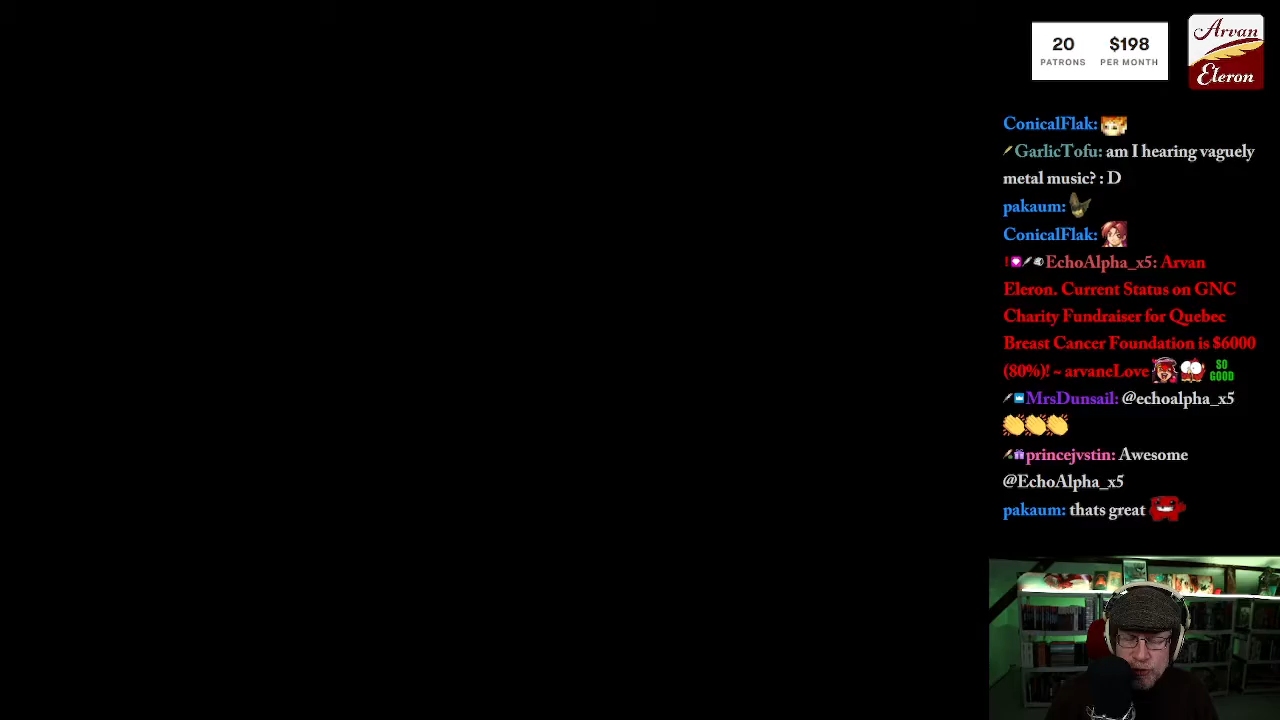 20 $198
PATRONS PER MONTH
Arvan
Eleron
ConicalFlak:
GarlicTofu: am I hearing vaguely
metal music? : D
pakaum:
ConicalFlak:
EchoAlpha_x5: Arvan
Eleron. Current Status on GNC
Charity Fundraiser for Quebec
Breast Cancer Foundation is $6000
(80%)! ~ arvaneLove SO GOOD
MrsDunsail: @echoalpha_x5
princejvstin: Awesome
@EchoAlpha_x5
pakaum: thats great